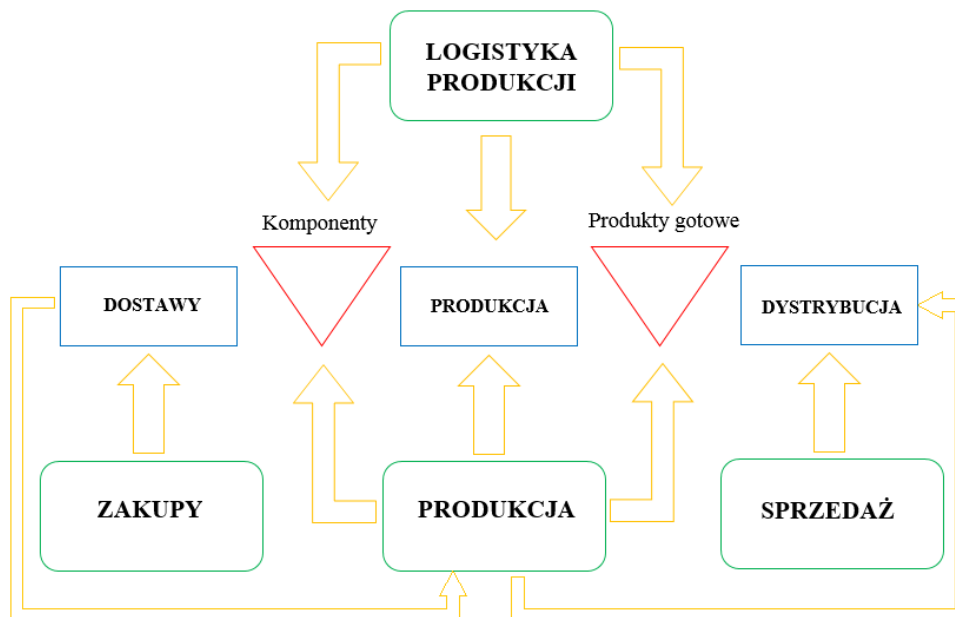 LOGISTYKA
PRODUKCJI
Komponenty
Produkty gotowe
DOSTAWY
PRODUKCJA
DYSTRYBUCJA
ZAKUPY
PRODUKCJA
SPRZEDAŻ